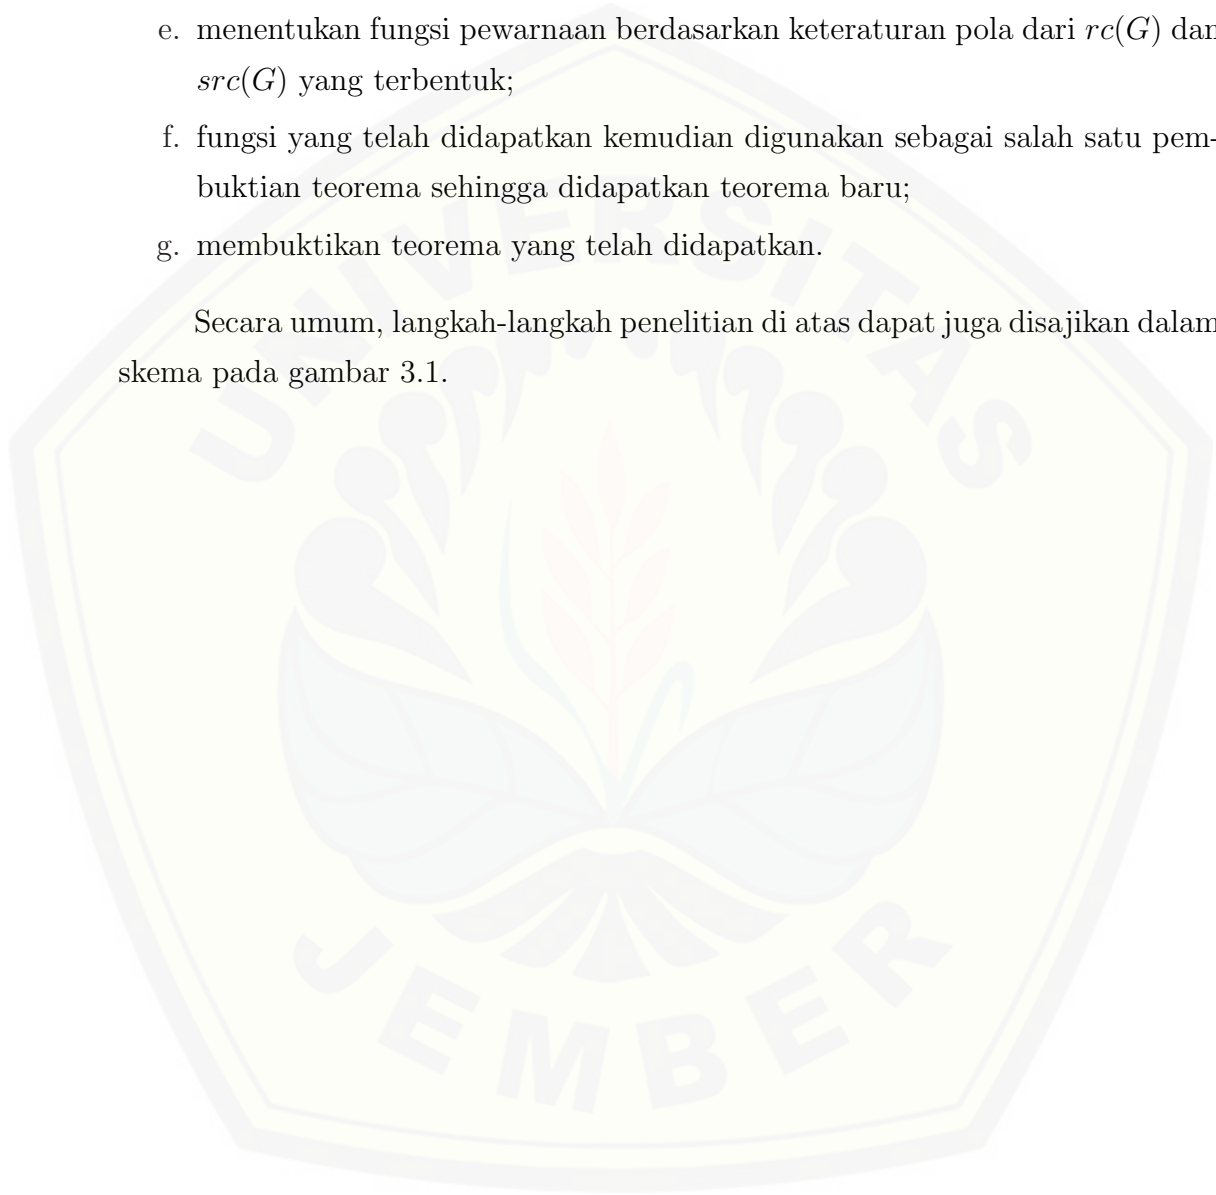 e. menentukan fungsi pewarnaan berdasarkan keteraturan pola dari rc(G) dan
src(G) yang terbentuk;
f. fungsi yang telah didapatkan kemudian digunakan sebagai salah satu pem-
buktian teorema sehingga didapatkan teorema baru;
g. membuktikan teorema yang telah didapatkan.
Secara umum, langkah-langkah penelitian di atas dapat juga disajikan dalam
skema pada gambar 3.1.
UNIVERSITAS
JEMBER